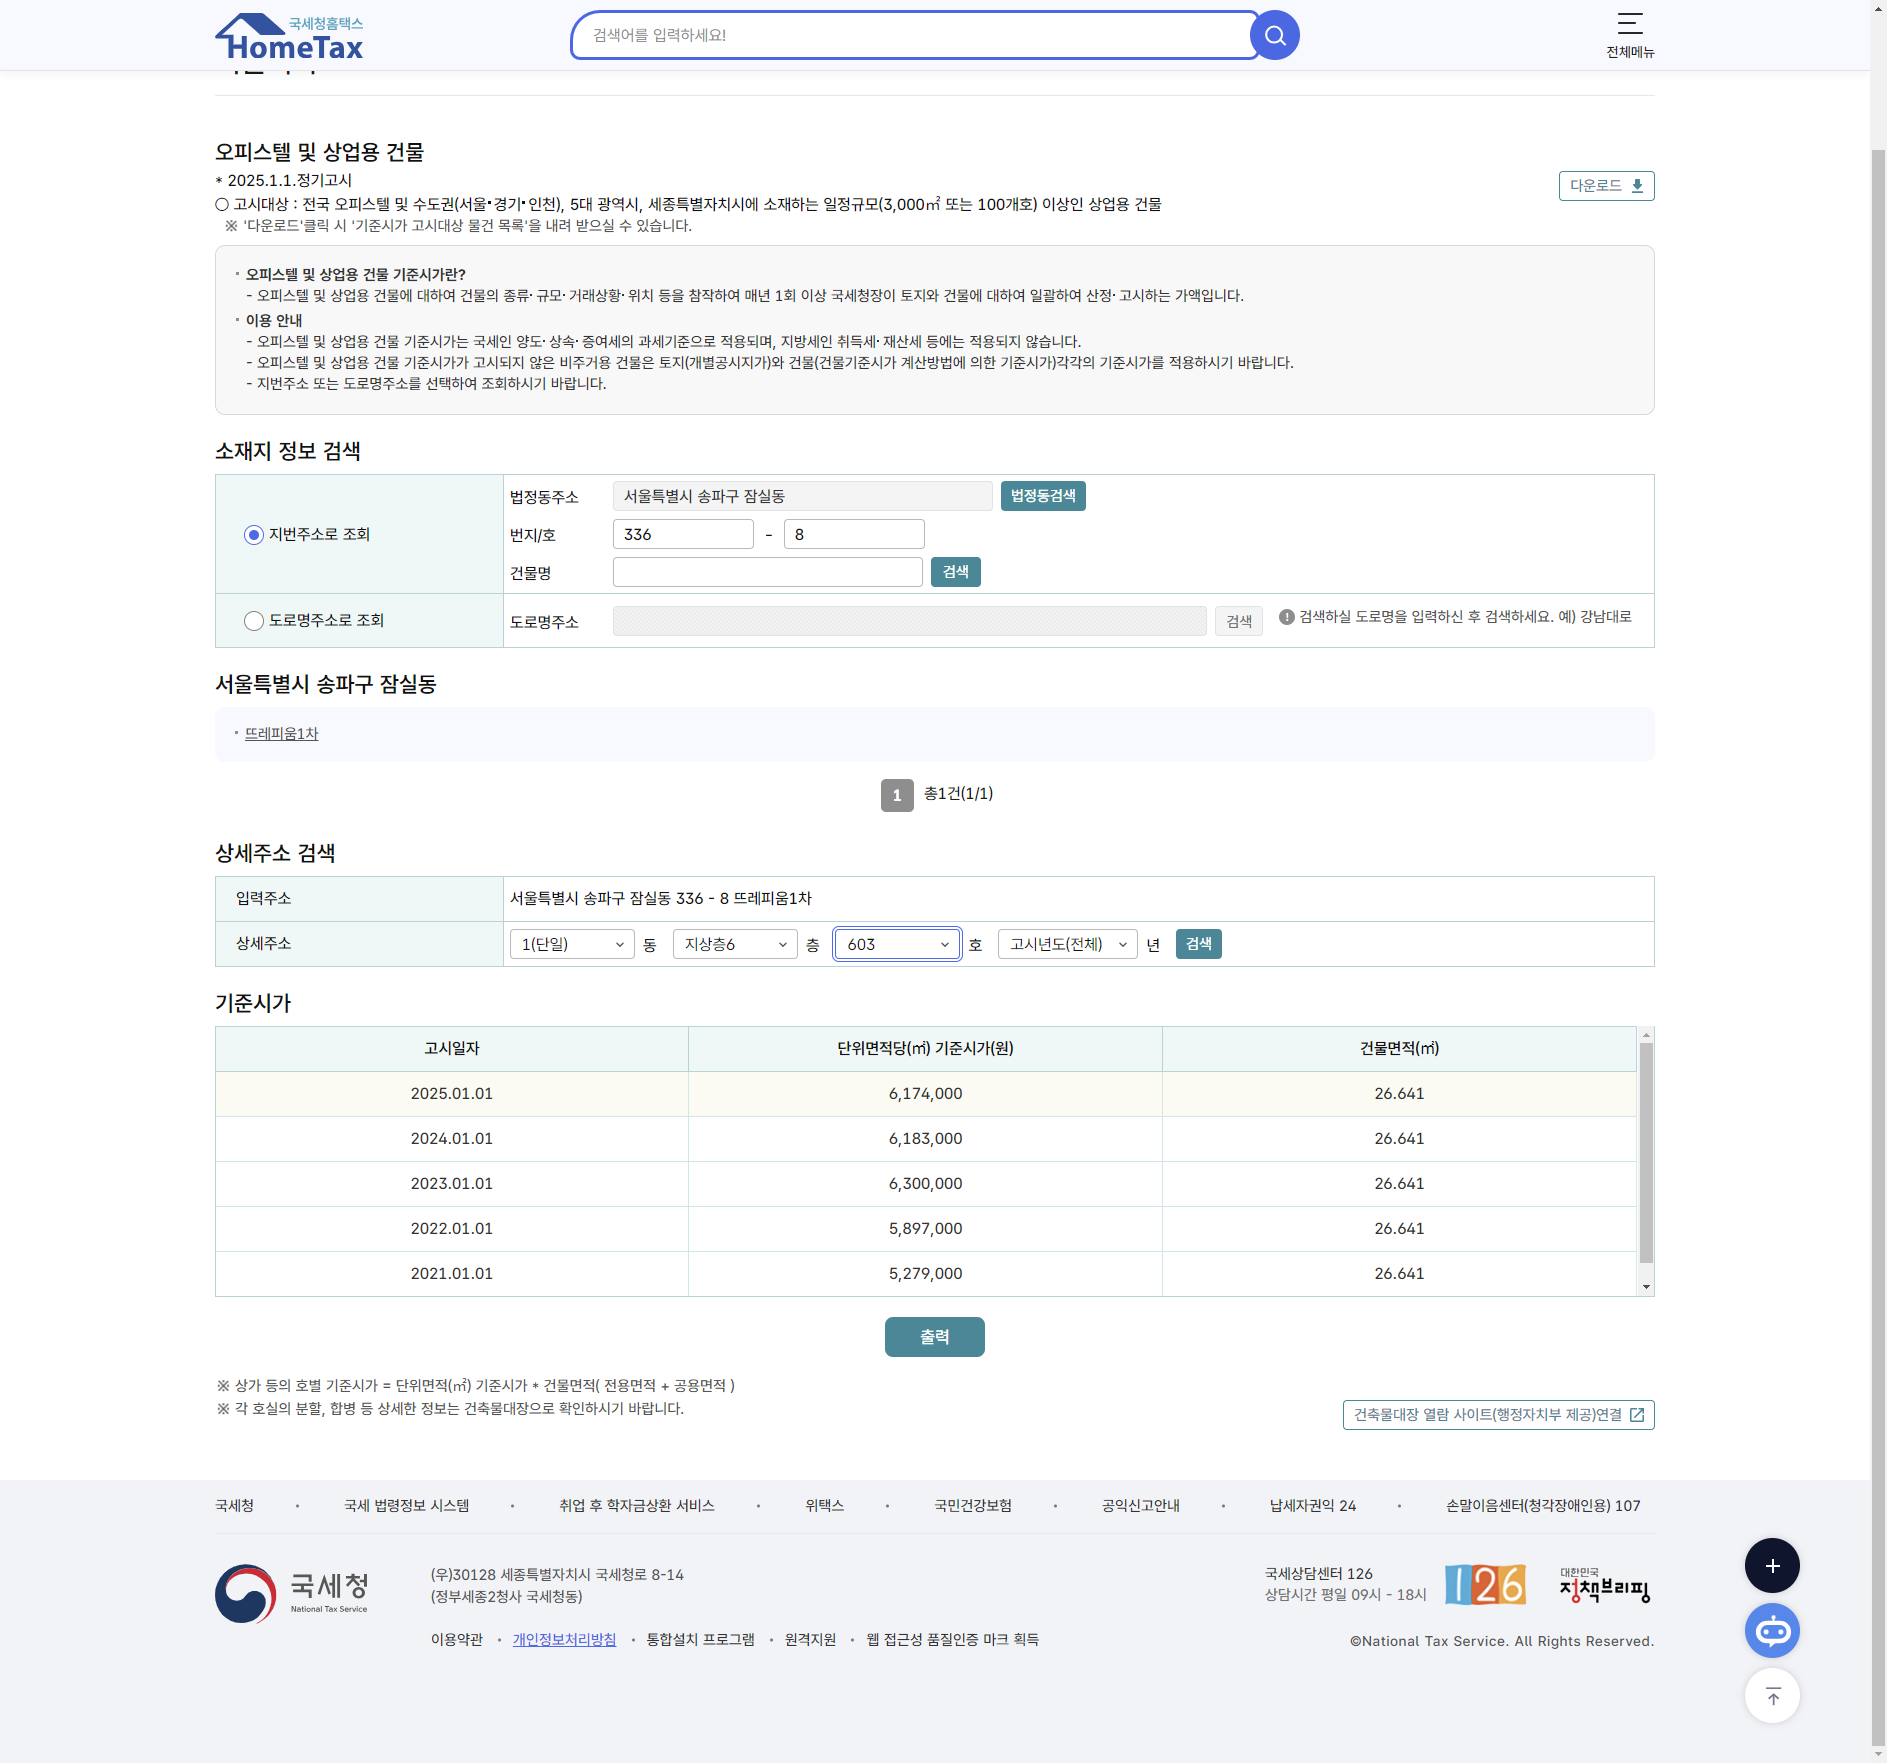 국세청홈택스
HomeTax
검색어를 입력하세요!
전체메뉴
오피스텔 및 상업용 건물
* 2025.1.1.정기고시
다운로드
○ 고시대상 : 전국 오피스텔 및 수도권(서울·경기·인천), 5대 광역시, 세종특별자치시에 소재하는 일정규모(3,000㎡ 또는 100개호) 이상인 상업용 건물
※ '다운로드'클릭 시 '기준시가 고시대상 물건 목록'을 내려 받으실 수 있습니다.
· 오피스텔 및 상업용 건물 기준시가란?
- 오피스텔 및 상업용 건물에 대하여 건물의 종류·규모·거래상황·위치 등을 참작하여 매년 1회 이상 국세청장이 토지와 건물에 대하여 일괄하여 산정·고시하는 가액입니다.
· 이용 안내
- 오피스텔 및 상업용 건물 기준시가는 국세인 양도·상속·증여세의 과세기준으로 적용되며, 지방세인 취득세·재산세 등에는 적용되지 않습니다.
- 오피스텔 및 상업용 건물 기준시가가 고시되지 않은 비주거용 건물은 토지(개별공시지가)와 건물(건물기준시가 계산방법에 의한 기준시가)각각의 기준시가를 적용하시기 바랍니다.
- 지번주소 또는 도로명주소를 선택하여 조회하시기 바랍니다.
소재지 정보 검색
지번주소로 조회
법정동주소 서울특별시 송파구 잠실동 법정동검색
번지/호 336 - 8
건물명 검색
도로명주소로 조회 도로명주소 검색 ! 검색하실 도로명을 입력하신 후 검색하세요. 예) 강남대로
서울특별시 송파구 잠실동
· 뜨레피움1차
1 총1건(1/1)
상세주소 검색
입력주소 서울특별시 송파구 잠실동 336 - 8 뜨레피움1차
상세주소 1(단일) 동 지상층6 층 603 호 고시년도(전체) 년 검색
기준시가
고시일자 단위면적당(㎡) 기준시가(원) 건물면적(㎡)
2025.01.01 6,174,000 26.641
2024.01.01 6,183,000 26.641
2023.01.01 6,300,000 26.641
2022.01.01 5,897,000 26.641
2021.01.01 5,279,000 26.641
출력
※ 상가 등의 호별 기준시가 = 단위면적(㎡) 기준시가 * 건물면적( 전용면적 + 공용면적 )
※ 각 호실의 분할, 합병 등 상세한 정보는 건축물대장으로 확인하시기 바랍니다.
건축물대장 열람 사이트(행정자치부 제공)연결
국세청 · 국세 법령정보 시스템 · 취업 후 학자금상환 서비스 · 위택스 · 국민건강보험 · 공익신고안내 · 납세자권익 24 · 손말이음센터(청각장애인용) 107
국세청
National Tax Service
(우)30128 세종특별자치시 국세청로 8-14
(정부세종2청사 국세청동)
국세상담센터 126
상담시간 평일 09시 - 18시
126
대한민국
정책브리핑
이용약관 · 개인정보처리방침 · 통합설치 프로그램 · 원격지원 · 웹 접근성 품질인증 마크 획득
©National Tax Service. All Rights Reserved.